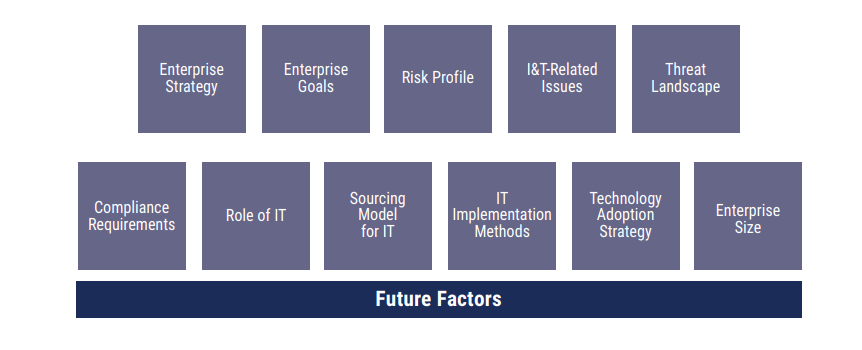 Enterprise
Strategy
Enterprise
Goals
Risk Profile
I&T-Related
Issues
Threat
Landscape
Compliance
Requirements
Role of IT
Sourcing
Model
for IT
IT
Implementation
Methods
Technology
Adoption
Strategy
Enterprise
Size
Future Factors